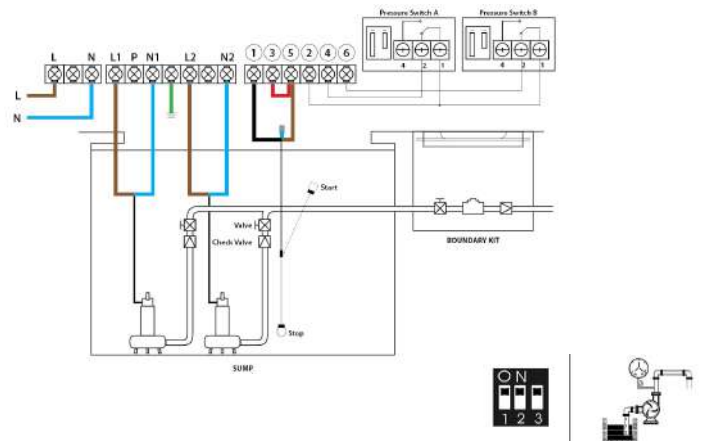 Pressure Switch A
Pressure Switch B
4 2 1
4 2 1
L N L1 P N1 L2 N2 1 3 5 2 4 6
L
N
Start
Valve
Check Valve
Stop
BOUNDARY KIT
SUMP
ON
1 2 3